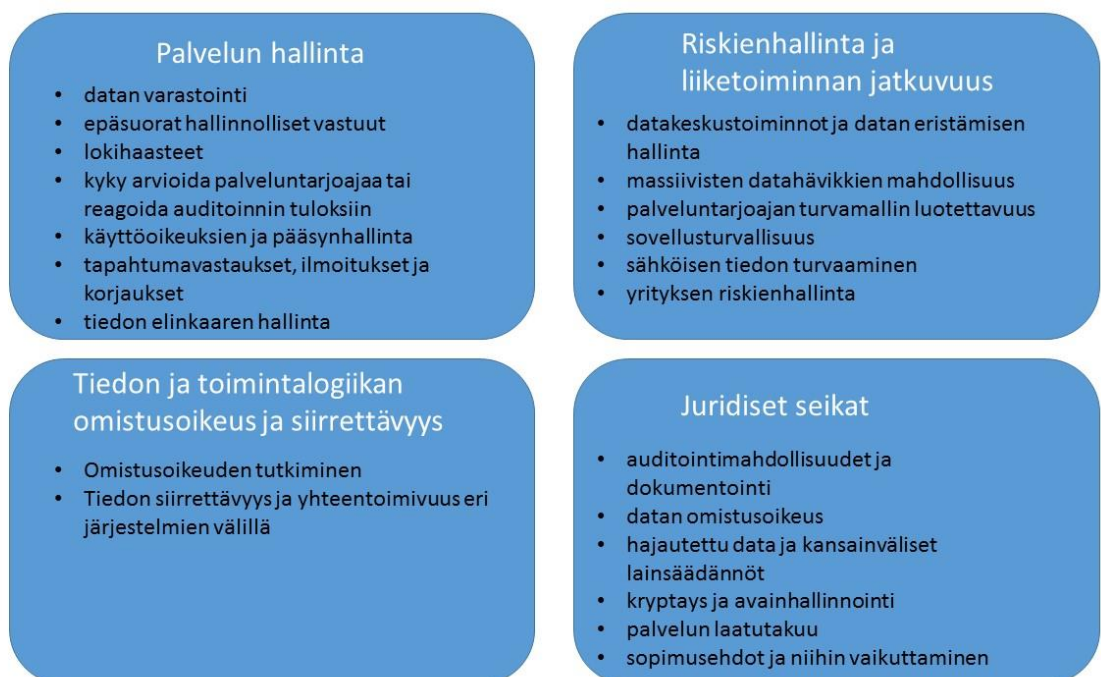 Palvelun hallinta
• datan varastointi
• epäsuorat hallinnolliset vastuut
• lokihaasteet
• kyky arvioida palveluntarjoajaa tai
reagoida auditoinnin tuloksiin
• käyttöoikeuksien ja pääsynhallinta
• tapahtumavastaukset, ilmoitukset ja
korjaukset
• tiedon elinkaaren hallinta
Riskienhallinta ja
liiketoiminnan jatkuvuus
• datakeskustoiminnot ja datan eristämisen
hallinta
• massiivisten datahävikkien mahdollisuus
• palveluntarjoajan turvamallin luotettavuus
• sovellusturvallisuus
• sähköisen tiedon turvaaminen
• yrityksen riskienhallinta
Tiedon ja toimintalogiikan
omistusoikeus ja siirrettävyys
• Omistusoikeuden tutkiminen
• Tiedon siirrettävyys ja yhteentoimivuus eri
järjestelmien välillä
Juridiset seikat
• auditointimahdollisuudet ja
dokumentointi
• datan omistusoikeus
• hajautettu data ja kansainväliset
lainsäädännöt
• kryptays ja avainhallinnointi
• palvelun laatutakuu
• sopimusehdot ja niihin vaikuttaminen